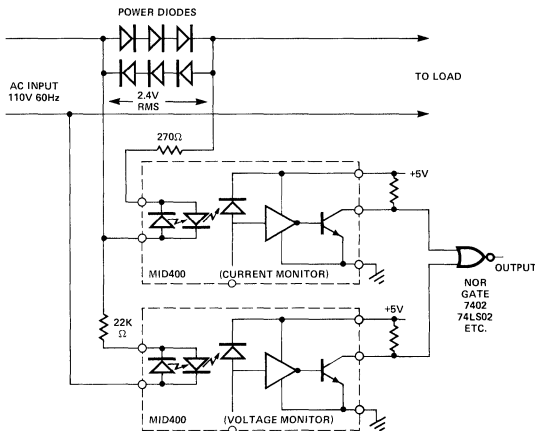 POWER DIODES
AC INPUT
110V 60Hz
2.4V
RMS
TO LOAD
270Ω
+5V
MID400 (CURRENT MONITOR)
OUTPUT
NOR
GATE
7402
74LS02
ETC.
22K
Ω
+5V
MID400 (VOLTAGE MONITOR)